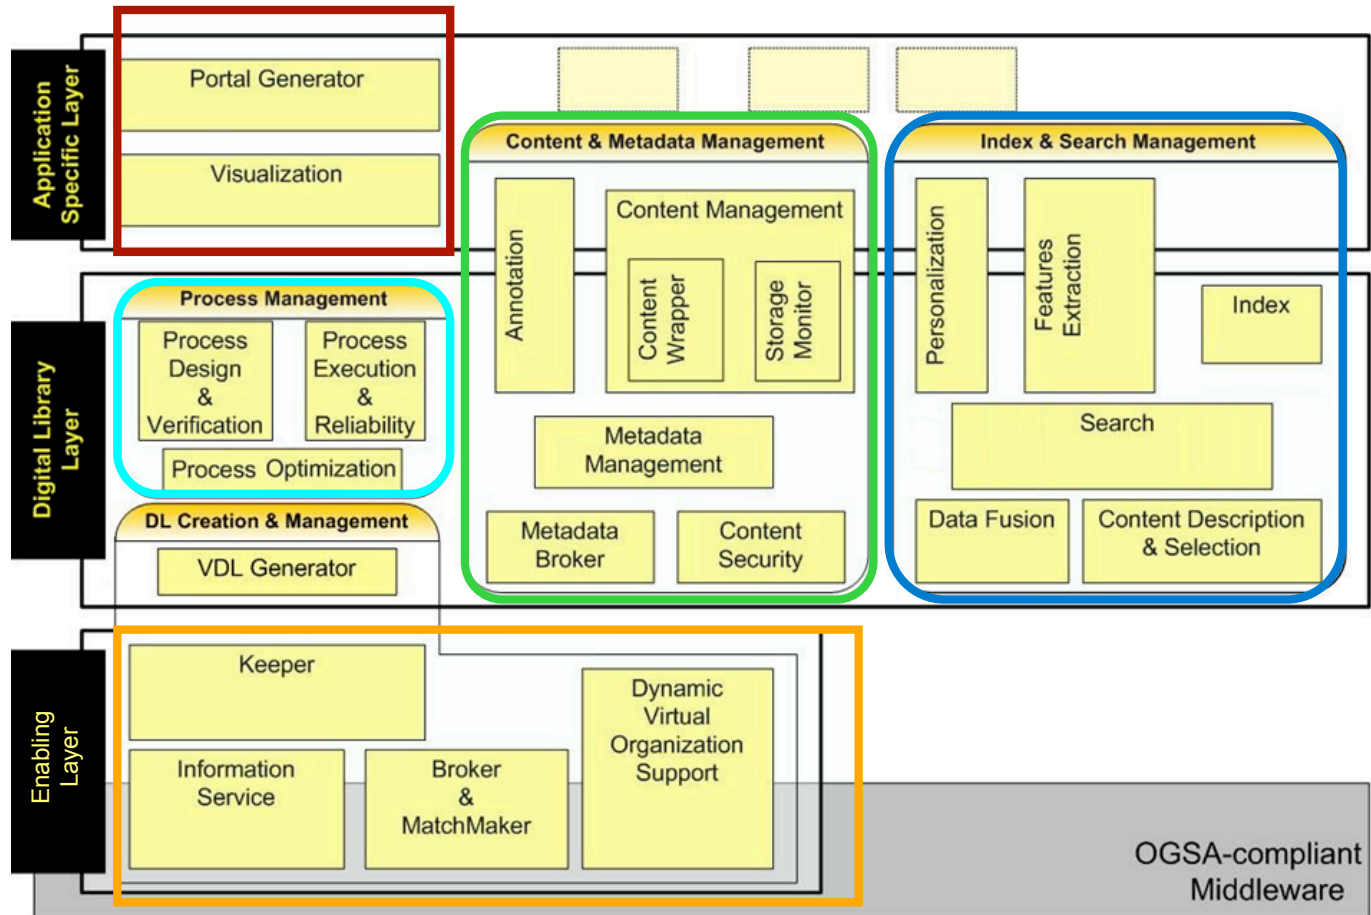 Application
Specific Layer
Portal Generator
Visualization
Content & Metadata Management
Annotation
Content Management
Content
Wrapper
Storage
Monitor
Metadata
Management
Metadata
Broker
Content
Security
Index & Search Management
Personalization
Features
Extraction
Index
Search
Data Fusion
Content Description
& Selection
Digital Library
Layer
Process Management
Process
Design
&
Verification
Process
Execution
&
Reliability
Process Optimization
DL Creation & Management
VDL Generator
Enabling
Layer
Keeper
Information
Service
Broker
&
MatchMaker
Dynamic
Virtual
Organization
Support
OGSA-compliant
Middleware